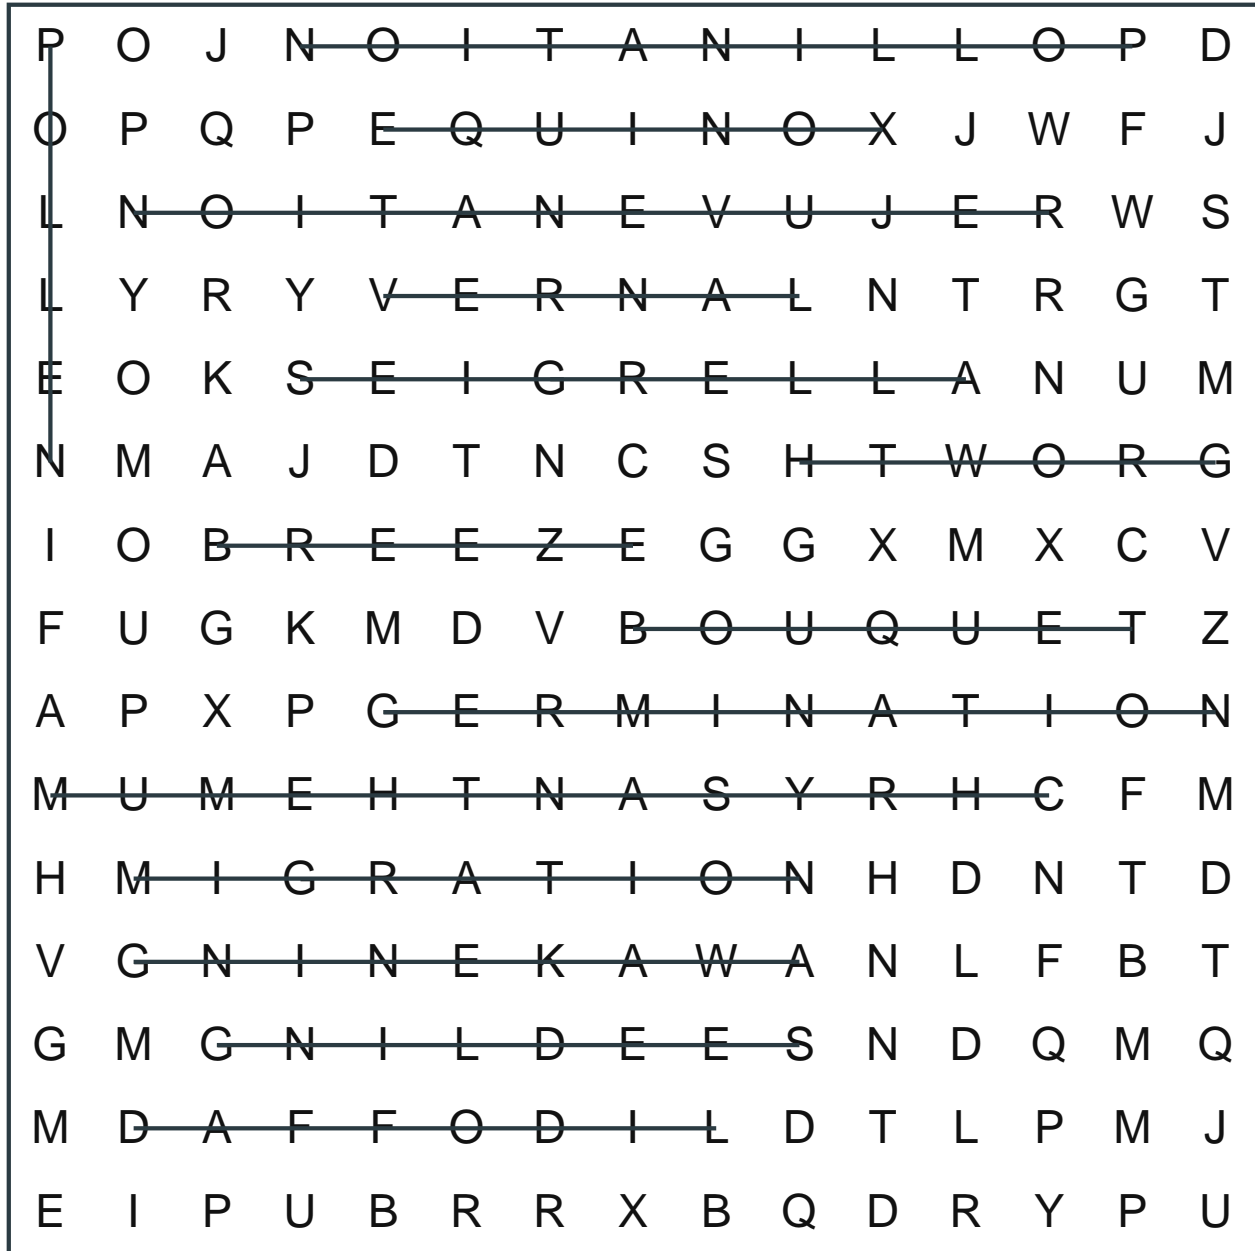 P O J N O I T A N I L L O P D
O P Q P E Q U I N O X J W F J
L N O I T A N E V U J E R W S
L Y R Y V E R N A L N T R G T
E O K S E I G R E L L A N U M
N M A J D T N C S H T W O R G
I O B R E E Z E G G X M X C V
F U G K M D V B O U Q U E T Z
A P X P G E R M I N A T I O N
M U M E H T N A S Y R H C F M
H M I G R A T I O N H D N T D
V G N I N E K A W A N L F B T
G M G N I L D E E S N D Q M Q
M D A F F O D I L D T L P M J
E I P U B R R X B Q D R Y P U